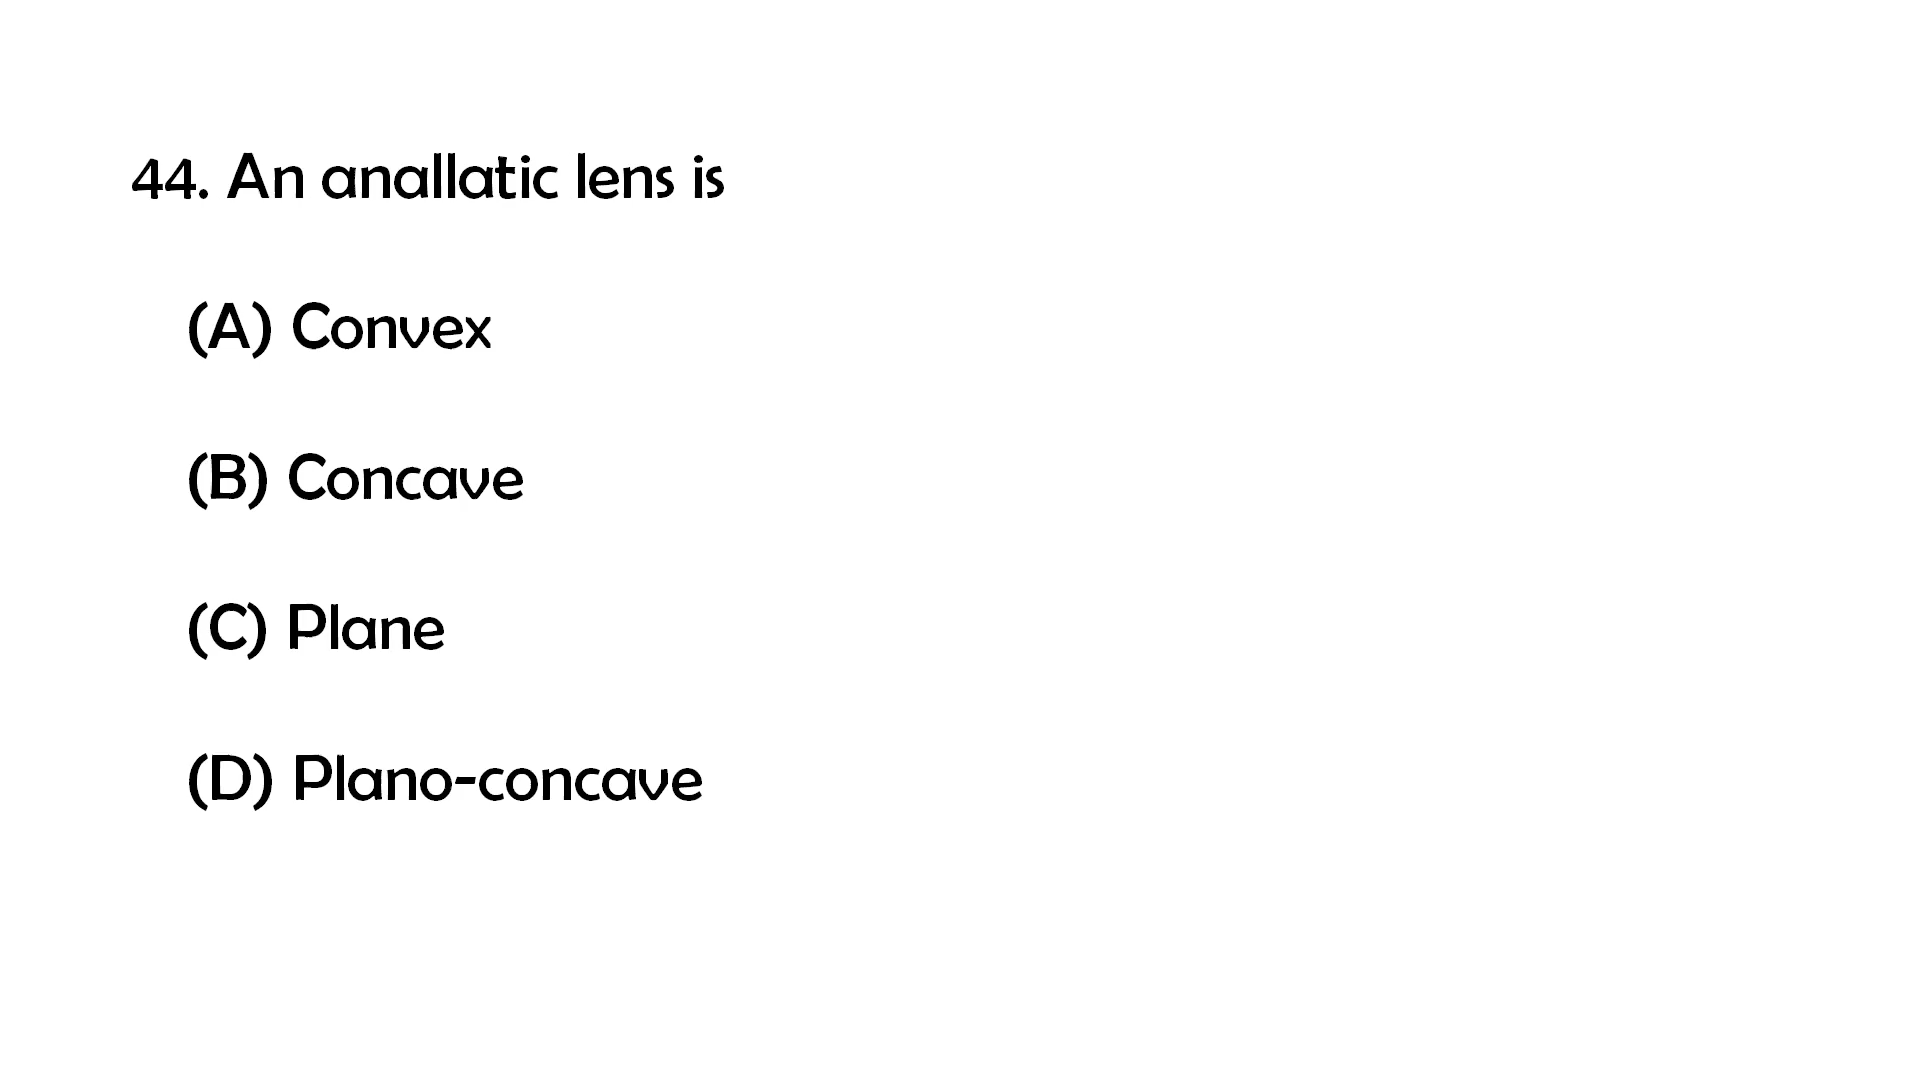 44. An anallatic lens is
(A) Convex
(B) Concave
(C) Plane
(D) Plano-concave